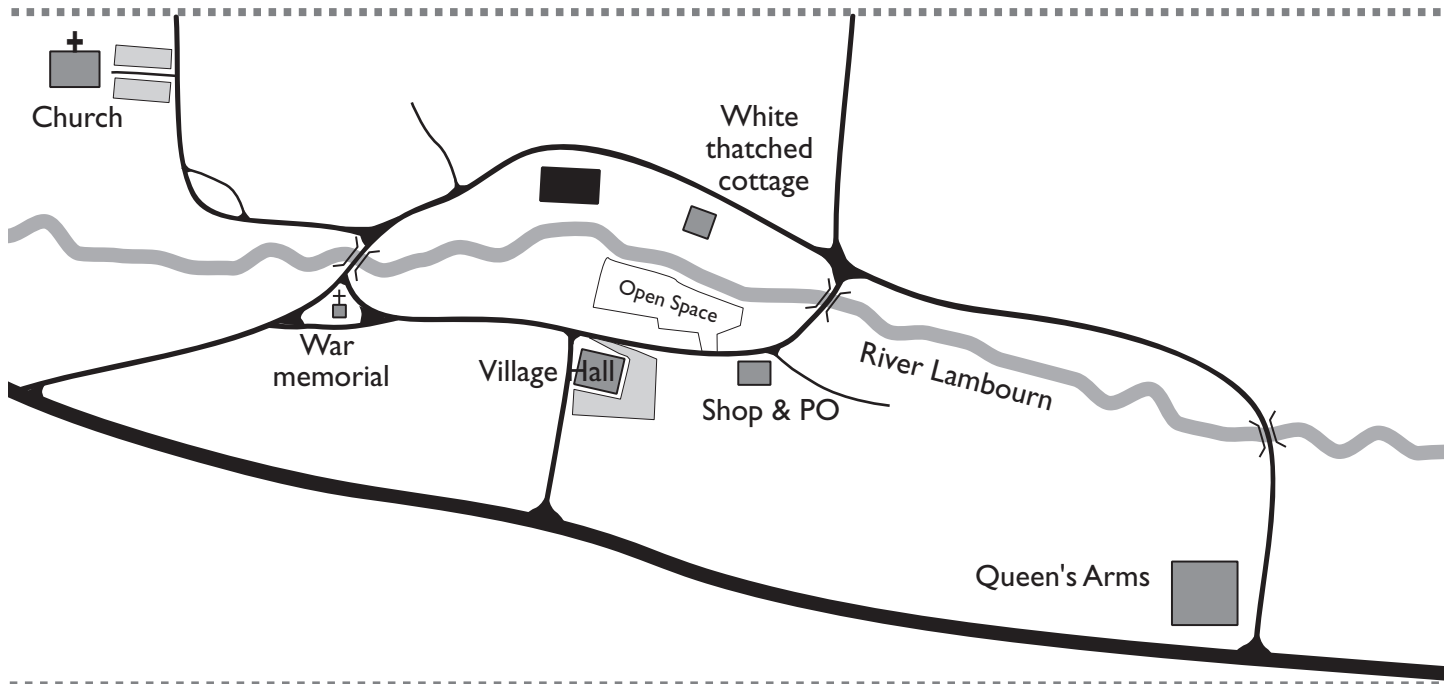 Church
White
thatched
cottage
Open Space
War
memorial
Village Hall
Shop & PO
River Lambourn
Queen's Arms